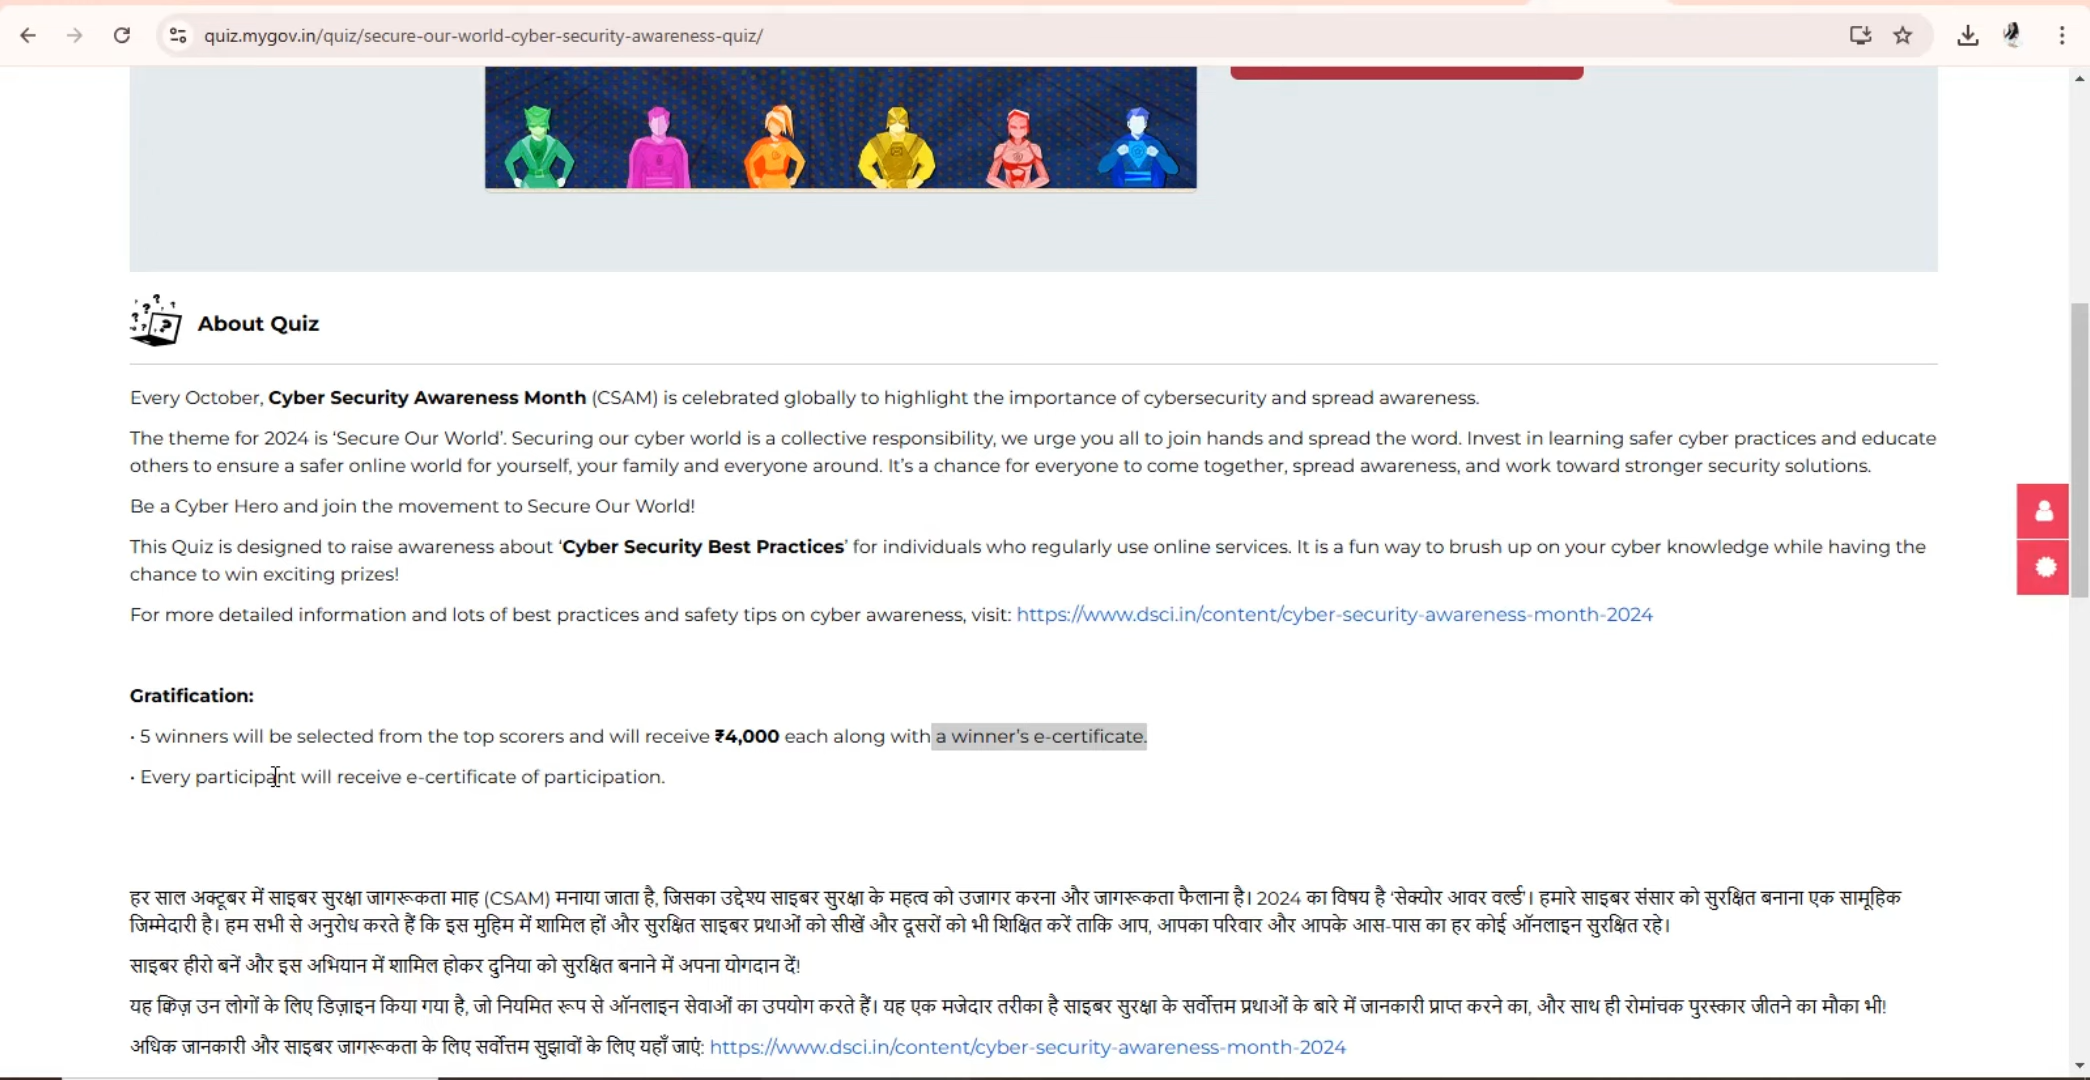 quiz.mygov.in/quiz/secure-our-world-cyber-security-awareness-quiz/
About Quiz
Every October, Cyber Security Awareness Month (CSAM) is celebrated globally to highlight the importance of cybersecurity and spread awareness.
The theme for 2024 is ‘Secure Our World’. Securing our cyber world is a collective responsibility, we urge you all to join hands and spread the word. Invest in learning safer cyber practices and educate
others to ensure a safer online world for yourself, your family and everyone around. It’s a chance for everyone to come together, spread awareness, and work toward stronger security solutions.
Be a Cyber Hero and join the movement to Secure Our World!
This Quiz is designed to raise awareness about ‘Cyber Security Best Practices’ for individuals who regularly use online services. It is a fun way to brush up on your cyber knowledge while having the
chance to win exciting prizes!
For more detailed information and lots of best practices and safety tips on cyber awareness, visit: https://www.dsci.in/content/cyber-security-awareness-month-2024
Gratification:
• 5 winners will be selected from the top scorers and will receive ₹4,000 each along with a winner’s e-certificate.
• Every participant will receive e-certificate of participation.
हर साल अक्टूबर में साइबर सुरक्षा जागरूकता माह (CSAM) मनाया जाता है, जिसका उद्देश्य साइबर सुरक्षा के महत्व को उजागर करना और जागरूकता फैलाना है। 2024 का विषय है ‘सेक्योर आवर वर्ल्ड’। हमारे साइबर संसार को सुरक्षित बनाना एक सामूहिक
जिम्मेदारी है। हम सभी से अनुरोध करते हैं कि इस मुहिम में शामिल हों और सुरक्षित साइबर प्रथाओं को सीखें और दूसरों को भी शिक्षित करें ताकि आप, आपका परिवार और आपके आस-पास का हर कोई ऑनलाइन सुरक्षित रहे।
साइबर हीरो बनें और इस अभियान में शामिल होकर दुनिया को सुरक्षित बनाने में अपना योगदान दें!
यह क्विज़ उन लोगों के लिए डिज़ाइन किया गया है, जो नियमित रूप से ऑनलाइन सेवाओं का उपयोग करते हैं। यह एक मजेदार तरीका है साइबर सुरक्षा के सर्वोत्तम प्रथाओं के बारे में जानकारी प्राप्त करने का, और साथ ही रोमांचक पुरस्कार जीतने का मौका भी!
अधिक जानकारी और साइबर जागरूकता के लिए सर्वोत्तम सुझावों के लिए यहाँ जाएं: https://www.dsci.in/content/cyber-security-awareness-month-2024